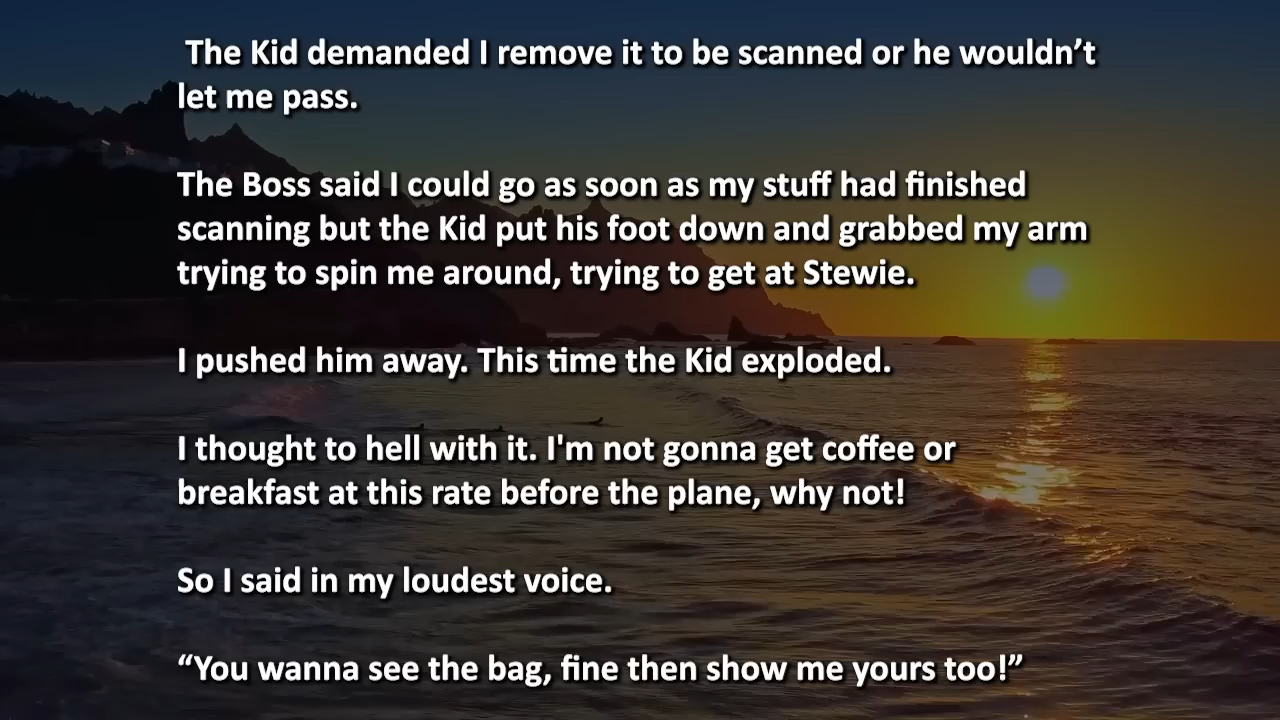 The Kid demanded I remove it to be scanned or he wouldn’t
let me pass.
The Boss said I could go as soon as my stuff had finished
scanning but the Kid put his foot down and grabbed my arm
trying to spin me around, trying to get at Stewie.
I pushed him away. This time the Kid exploded.
I thought to hell with it. I'm not gonna get coffee or
breakfast at this rate before the plane, why not!
So I said in my loudest voice.
“You wanna see the bag, fine then show me yours too!”